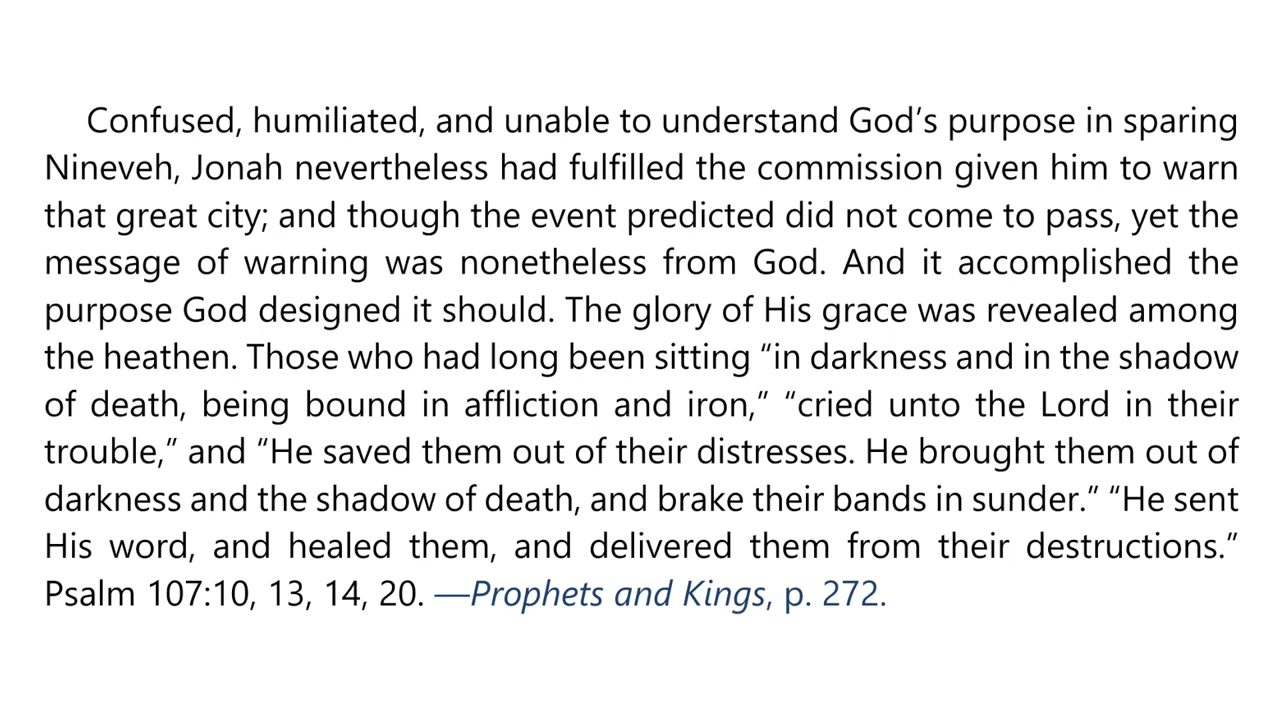 Confused, humiliated, and unable to understand God’s purpose in sparing
Nineveh, Jonah nevertheless had fulfilled the commission given him to warn
that great city; and though the event predicted did not come to pass, yet the
message of warning was nonetheless from God. And it accomplished the
purpose God designed it should. The glory of His grace was revealed among
the heathen. Those who had long been sitting “in darkness and in the shadow
of death, being bound in affliction and iron,” “cried unto the Lord in their
trouble,” and “He saved them out of their distresses. He brought them out of
darkness and the shadow of death, and brake their bands in sunder.” “He sent
His word, and healed them, and delivered them from their destructions.”
Psalm 107:10, 13, 14, 20. —Prophets and Kings, p. 272.